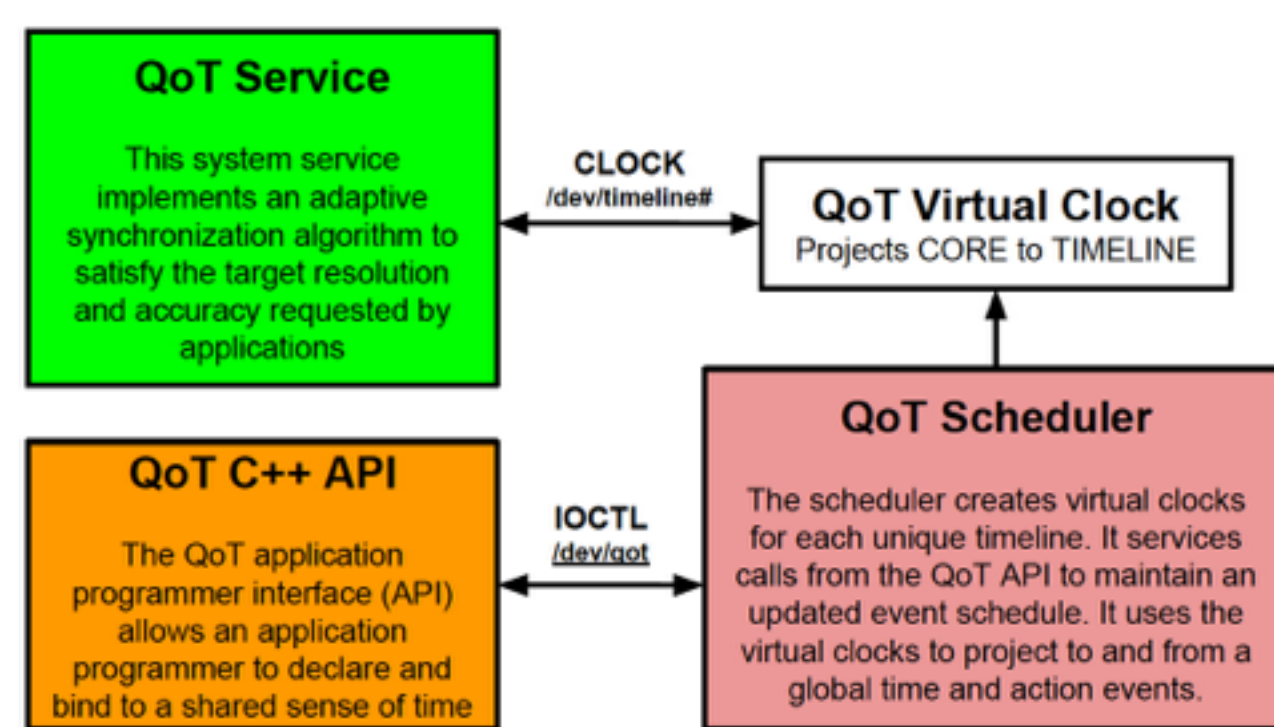 QoT Service
This system service
implements an adaptive
synchronization algorithm to
satisfy the target resolution
and accuracy requested by
applications
CLOCK
/dev/timeline#
QoT Virtual Clock
Projects CORE to TIMELINE
QoT C++ API
The QoT application
programmer interface (API)
allows an application
programmer to declare and
bind to a shared sense of time
IOCTL
/dev/qot
QoT Scheduler
The scheduler creates virtual clocks
for each unique timeline. It services
calls from the QoT API to maintain an
updated event schedule. It uses the
virtual clocks to project to and from a
global time and action events.